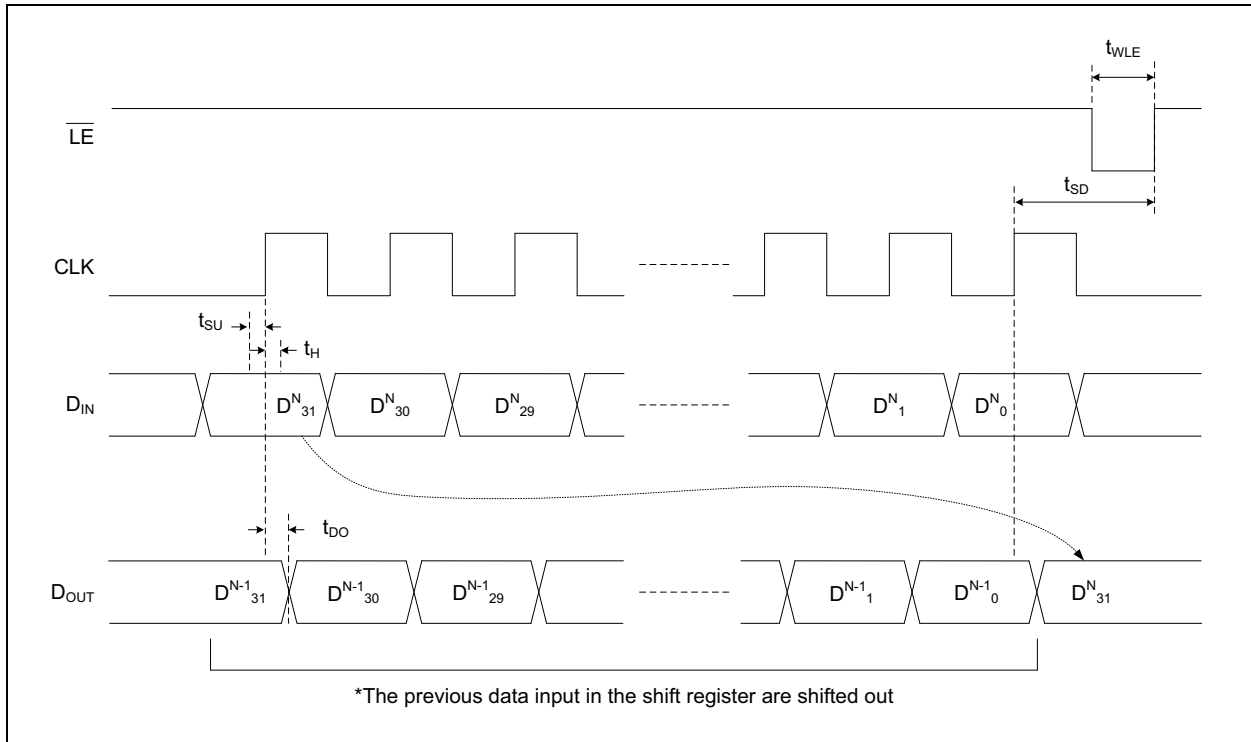 tWLE
LE
tSD
CLK
tSU
tH
DIN
DN31 DN30 DN29 DN1 DN0
tDO
DOUT
DN-131 DN-130 DN-129 DN-11 DN-10 DN31
*The previous data input in the shift register are shifted out